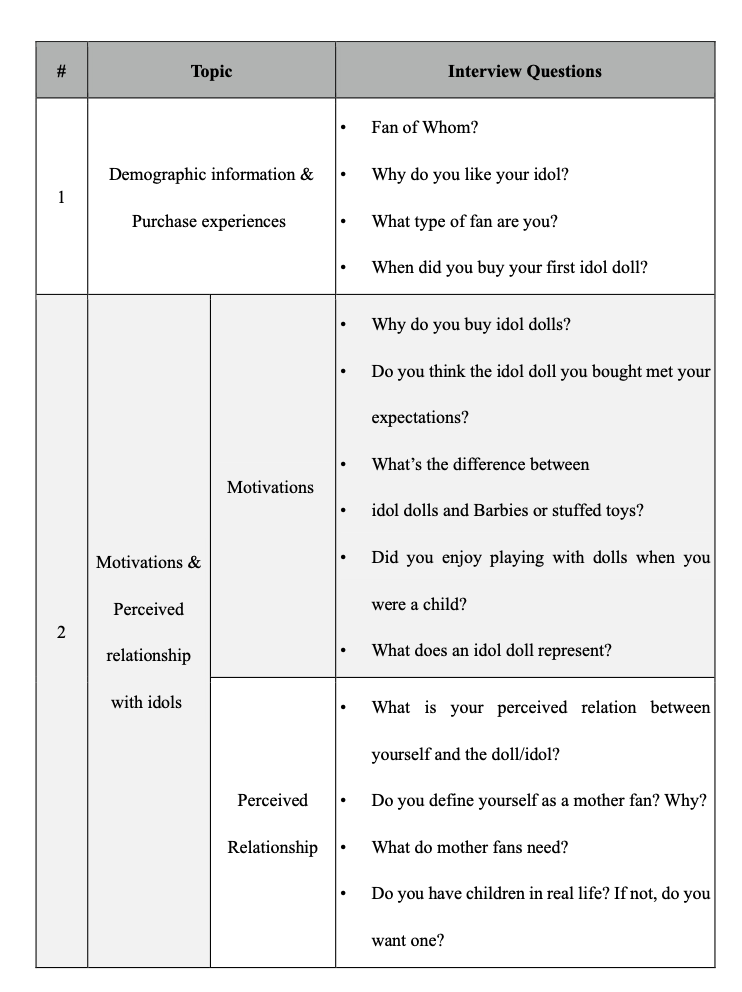 # Topic Interview Questions
1
Demographic information &
Purchase experiences
• Fan of Whom?
• Why do you like your idol?
• What type of fan are you?
• When did you buy your first idol doll?
2
Motivations &
Perceived
relationship
with idols
Motivations
• Why do you buy idol dolls?
• Do you think the idol doll you bought met your
expectations?
• What’s the difference between
• idol dolls and Barbies or stuffed toys?
• Did you enjoy playing with dolls when you
were a child?
• What does an idol doll represent?
Perceived
Relationship
• What is your perceived relation between
yourself and the doll/idol?
• Do you define yourself as a mother fan? Why?
• What do mother fans need?
• Do you have children in real life? If not, do you
want one?